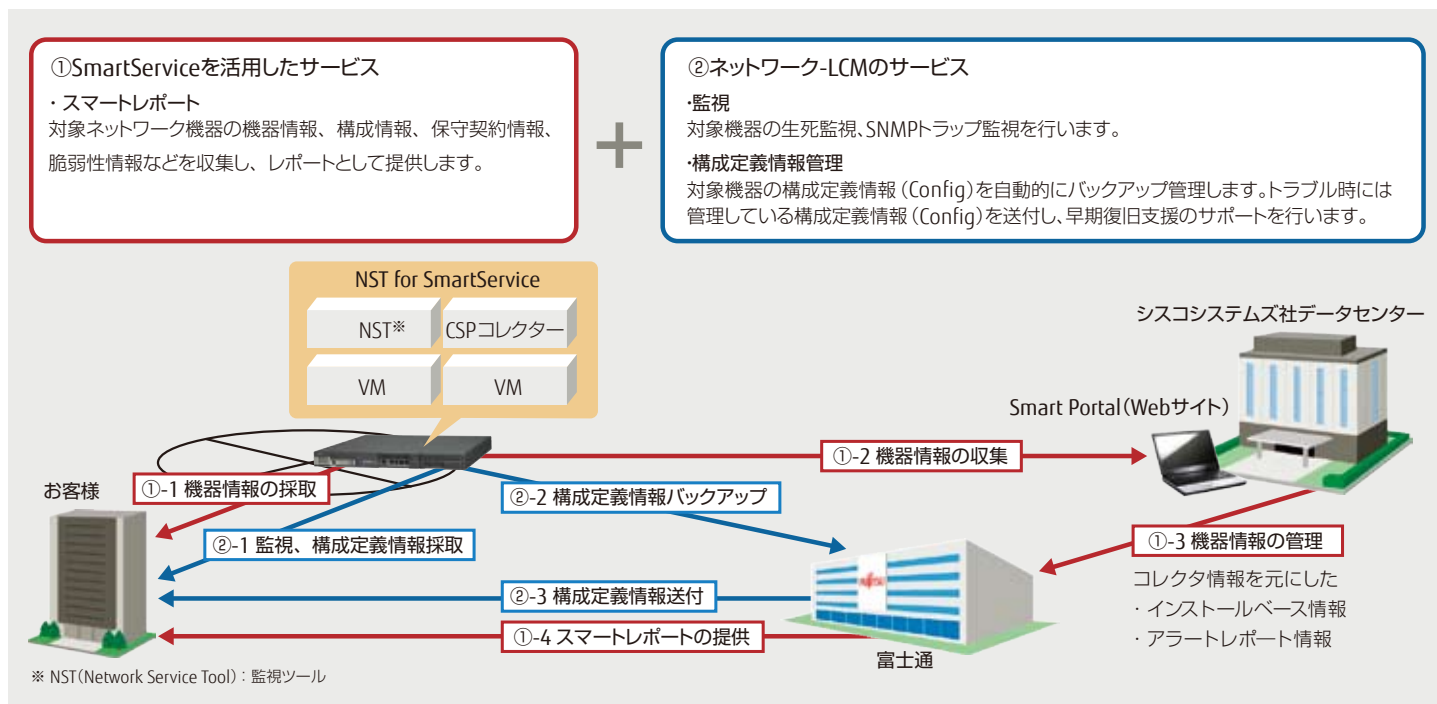 ①SmartServiceを活用したサービス
・ スマートレポート
対象ネットワーク機器の機器情報、構成情報、保守契約情報、
脆弱性情報などを収集し、レポートとして提供します。
②ネットワーク-LCMのサービス
・監視
対象機器の生死監視、SNMPトラップ監視を行います。
・構成定義情報管理
対象機器の構成定義情報（Config）を自動的にバックアップ管理します。トラブル時には
管理している構成定義情報（Config）を送付し、早期復旧支援のサポートを行います。
NST for SmartService
NST※
CSPコレクター
VM
VM
シスコシステムズ社データセンター
Smart Portal（Webサイト）
①-2 機器情報の収集
お客様
①-1 機器情報の採取
②-2 構成定義情報バックアップ
②-1 監視、構成定義情報採取
①-3 機器情報の管理
コレクタ情報を元にした
・インストールベース情報
・アラートレポート情報
FUJITSU
②-3 構成定義情報送付
①-4 スマートレポートの提供
富士通
※ NST（Network Service Tool）：監視ツール